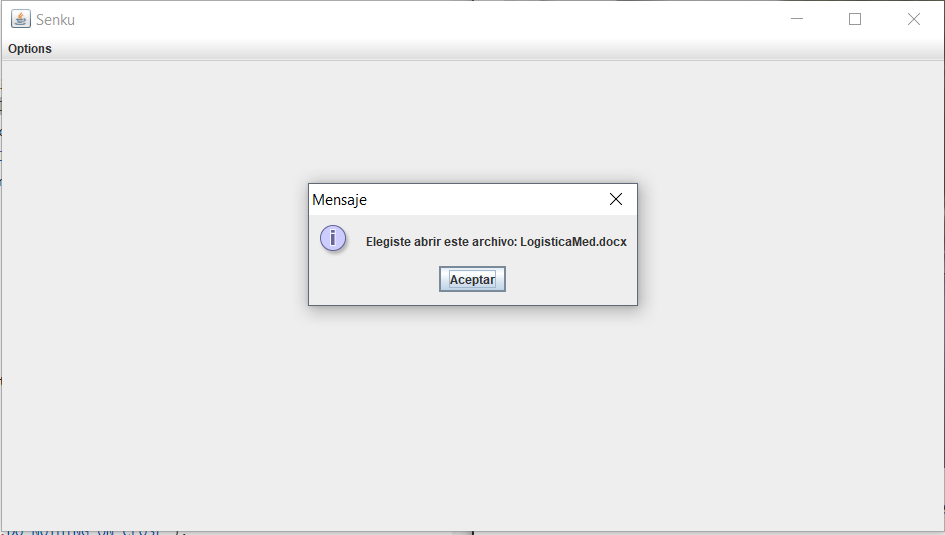 Senku
Options
Mensaje
Elegiste abrir este archivo: LogisticaMed.docx
Aceptar